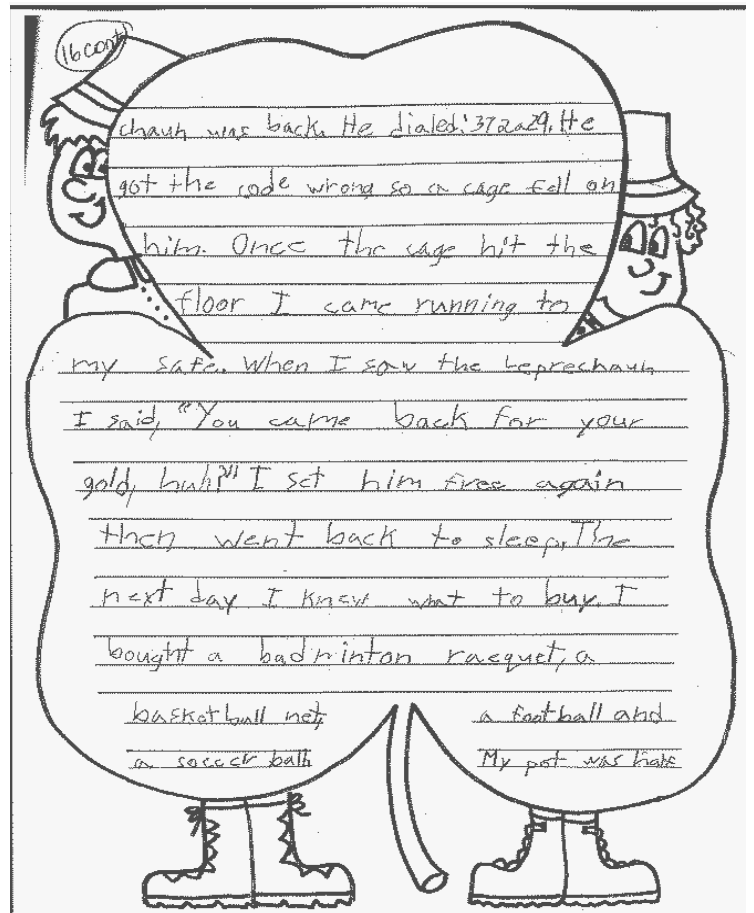 16 cont
chaun was back. He dialed:'372a29. He
got the code wrong so a cage fell on
him. Once the cage hit the
floor I came running to
my safe. When I saw the Leprechaun
I said, "You came back for your
gold, huh?" I set him free again
then went back to sleep. The
next day I knew what to buy. I
bought a badminton racquet, a
basketball net, a football and
a soccer ball. My pot was